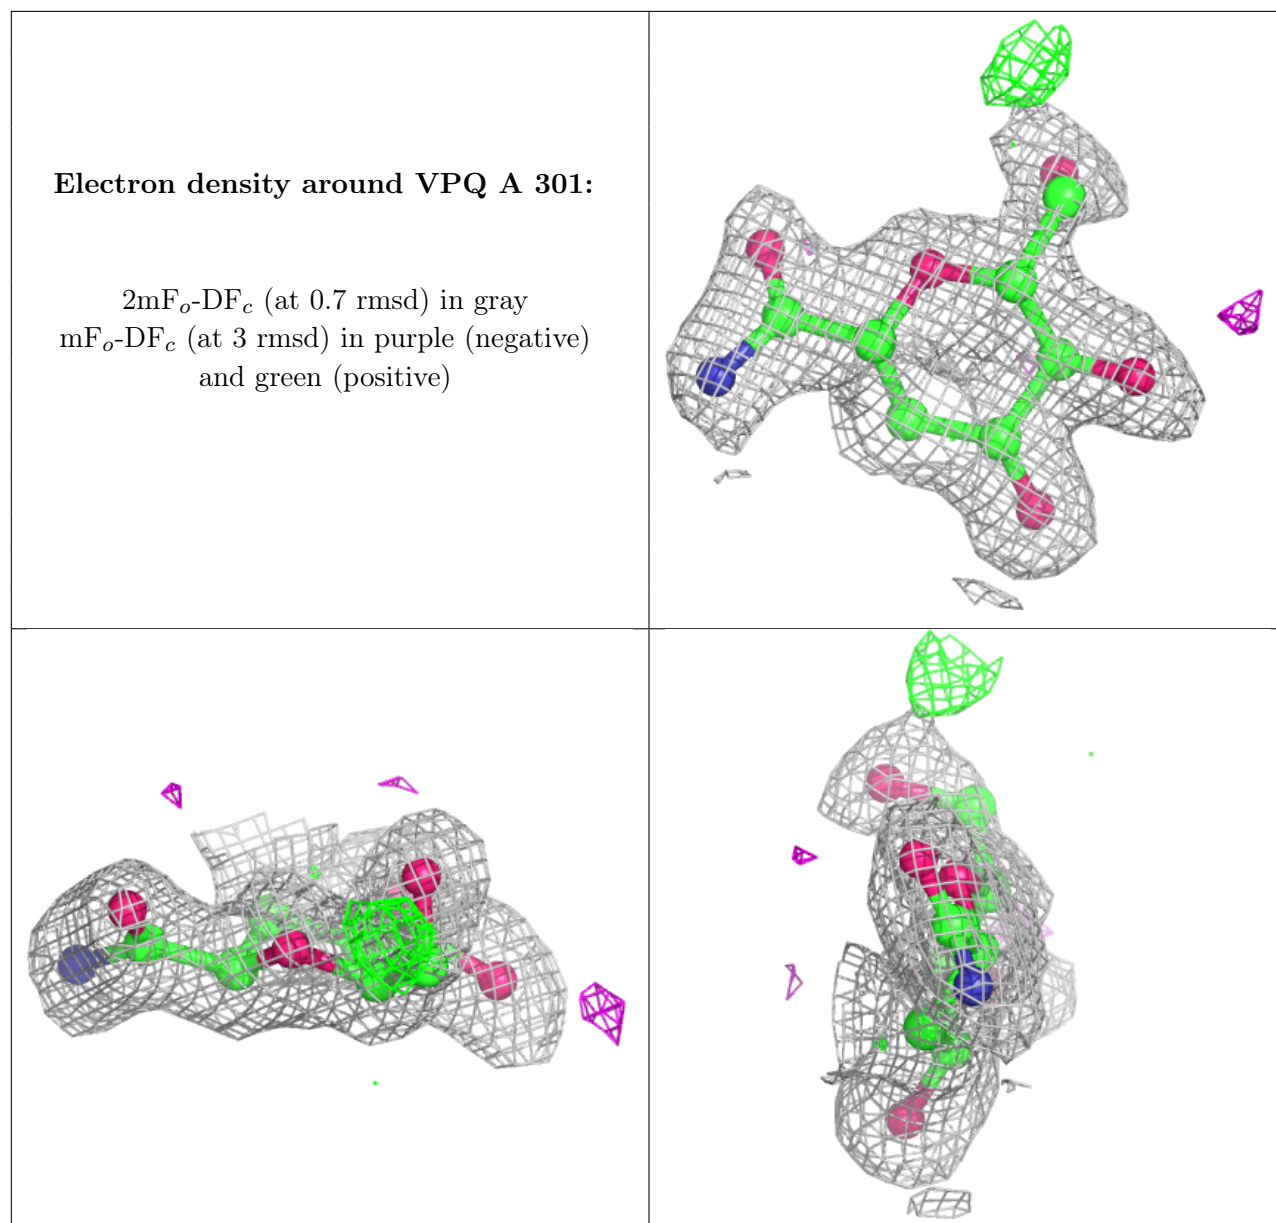 Electron density around VPQ A 301:
2mFo-DFc (at 0.7 rmsd) in gray
mFo-DFc (at 3 rmsd) in purple (negative)
and green (positive)